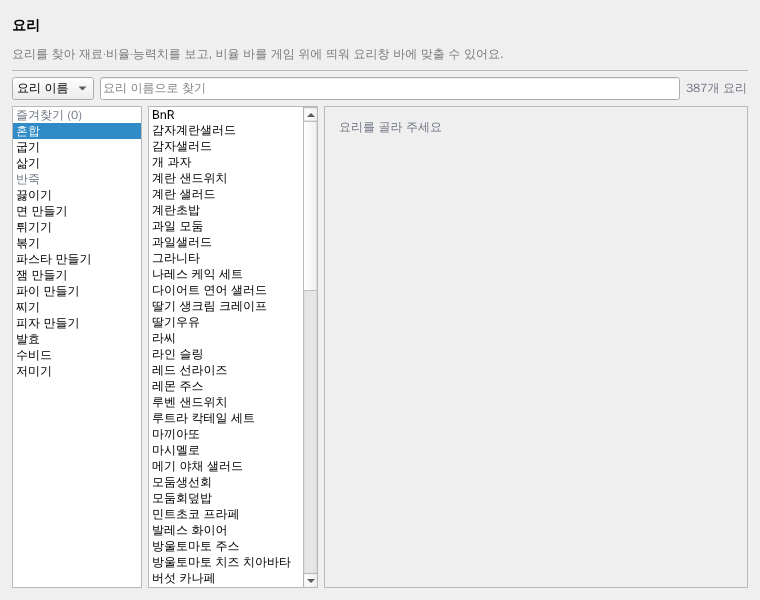 요리
요리를 찾아 재료·비율·능력치를 보고, 비율 바를 게임 위에 띄워 요리창 바에 맞출 수 있어요.
요리 이름
요리 이름으로 찾기
387개 요리
즐겨찾기 (0)
혼합
굽기
삶기
반죽
끓이기
면 만들기
튀기기
볶기
파스타 만들기
잼 만들기
파이 만들기
찌기
피자 만들기
발효
수비드
저미기
BnR
감자계란샐러드
감자샐러드
개 과자
계란 샌드위치
계란 샐러드
계란초밥
과일 모둠
과일샐러드
그라니타
나레스 케익 세트
다이어트 연어 샐러드
딸기 생크림 크레이프
딸기우유
라씨
라인 슬링
레드 선라이즈
레몬 주스
루벤 샌드위치
루트라 칵테일 세트
마끼아또
마시멜로
메기 야채 샐러드
모둠생선회
모둠회덮밥
민트초코 프라페
발레스 화이어
방울토마토 주스
방울토마토 치즈 치아바타
버섯 카나페
요리를 골라 주세요